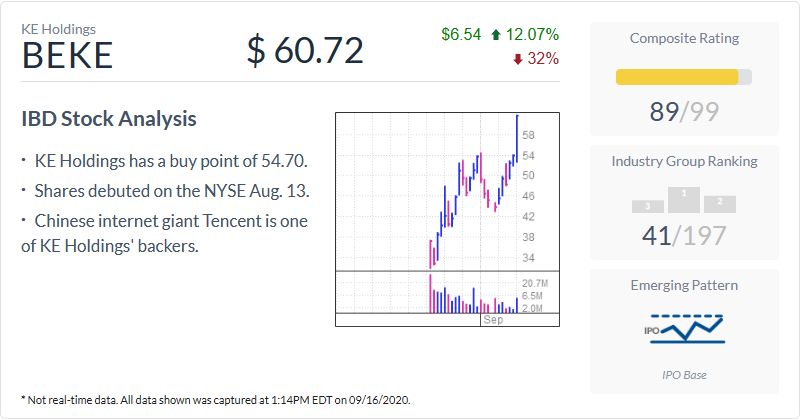 KE Holdings
BEKE
$ 60.72
$6.54 12.07%
32%
IBD Stock Analysis
· KE Holdings has a buy point of 54.70.
· Shares debuted on the NYSE Aug. 13.
· Chinese internet giant Tencent is one
of KE Holdings' backers.
58
54
50
46
42
38
34
20.7M
6.5M
2.0M
Sep
Composite Rating
89/99
Industry Group Ranking
3
1
2
41/197
Emerging Pattern
IPO
IPO Base
* Not real-time data. All data shown was captured at 1:14PM EDT on 09/16/2020.